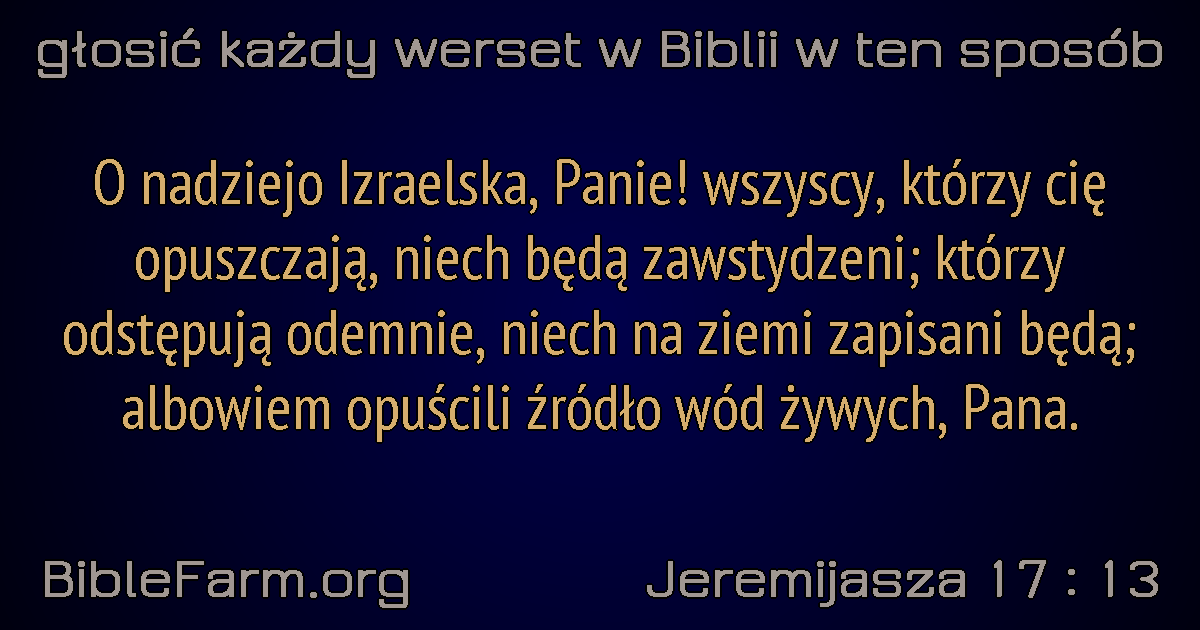 głosić każdy werset w Biblii w ten sposób
O nadziejo Izraelska, Panie! wszyscy, którzy cię
opuszczają, niech będą zawstydzeni; którzy
odstępują odemnie, niech na ziemi zapisani będą;
albowiem opuścili źródło wód żywych, Pana.
BibleFarm.org
Jeremijasza 17 : 13